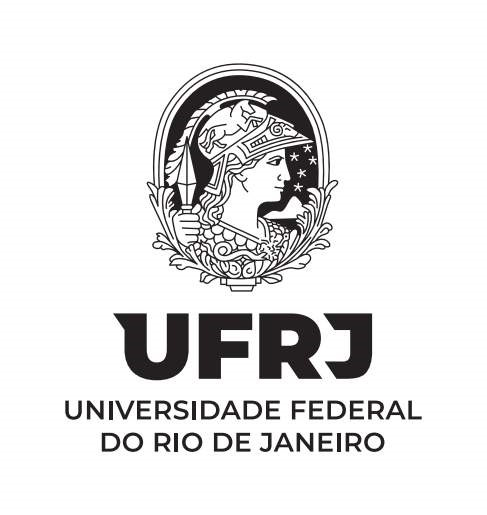 UFRJ
UNIVERSIDADE FEDERAL
DO RIO DE JANEIRO